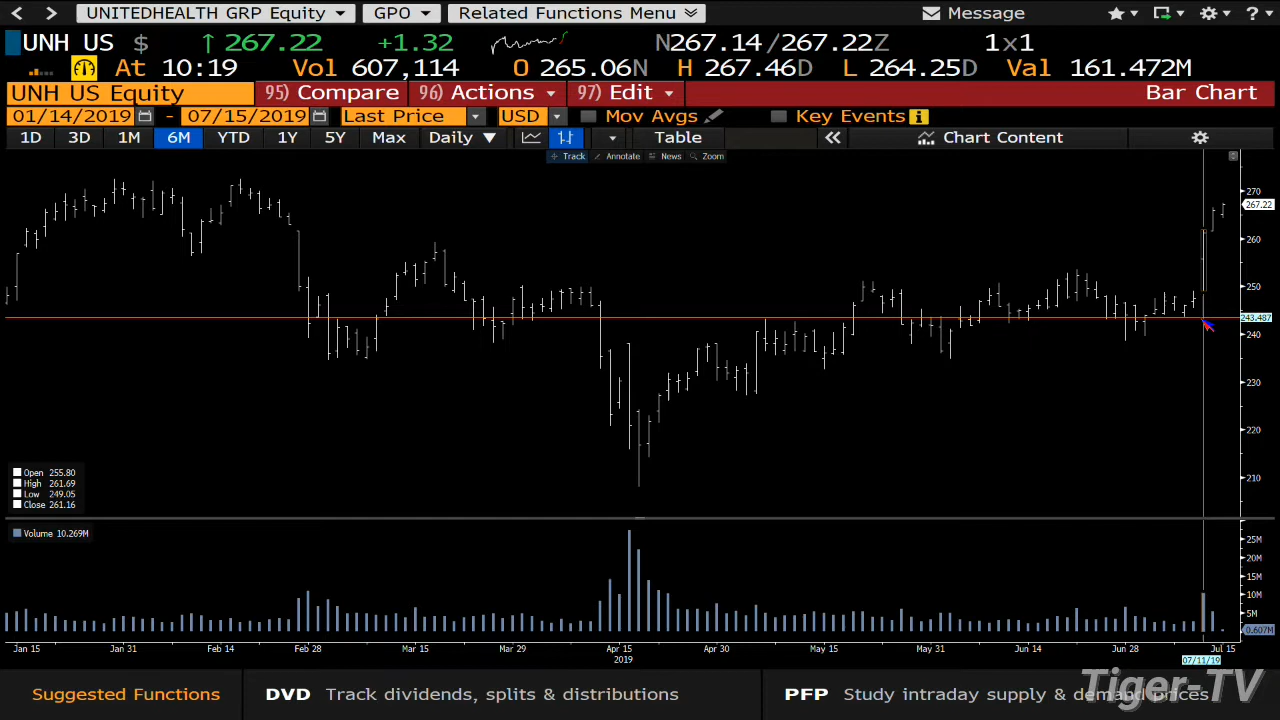 UNITEDHEALTH GRP Equity GPO Related Functions Menu Message ?
UNH US $ ↑ 267.22 +1.32 N267.14/267.22Z 1x1
At 10:19 Vol 607,114 O 265.06N H 267.46D L 264.25D Val 161.472M
UNH US Equity 95) Compare 96) Actions 97) Edit Bar Chart
01/14/2019 - 07/15/2019 Last Price USD Mov Avgs Key Events
1D 3D 1M 6M YTD 1Y 5Y Max Daily ▼ Table « Chart Content
Track Annotate News Zoom
270
267.22
260
250
243.487
240
230
220
210
Open 255.80
High 261.69
Low 249.05
Close 261.16
Volume 10.269M
25M
20M
15M
10M
5M
0.607M
Jan 15 Jan 31 Feb 14 Feb 28 Mar 15 Mar 29 Apr 15 Apr 30 May 15 May 31 Jun 14 Jun 28 Jul 15
2019 07/11/19
Suggested Functions DVD Track dividends, splits & distributions PFP Study intraday supply & demand prices
Tiger-TV